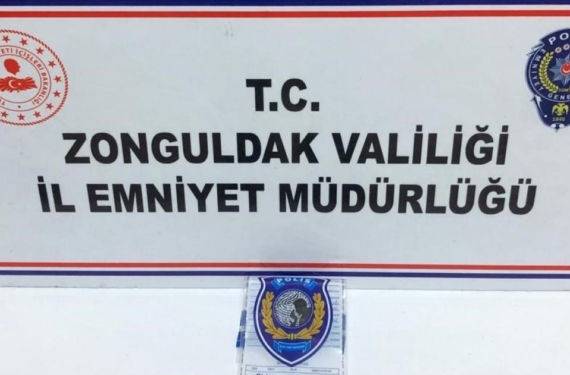 T.C.
ZONGULDAK VALİLİĞİ
İL EMNİYET MÜDÜRLÜĞÜ
POLİS